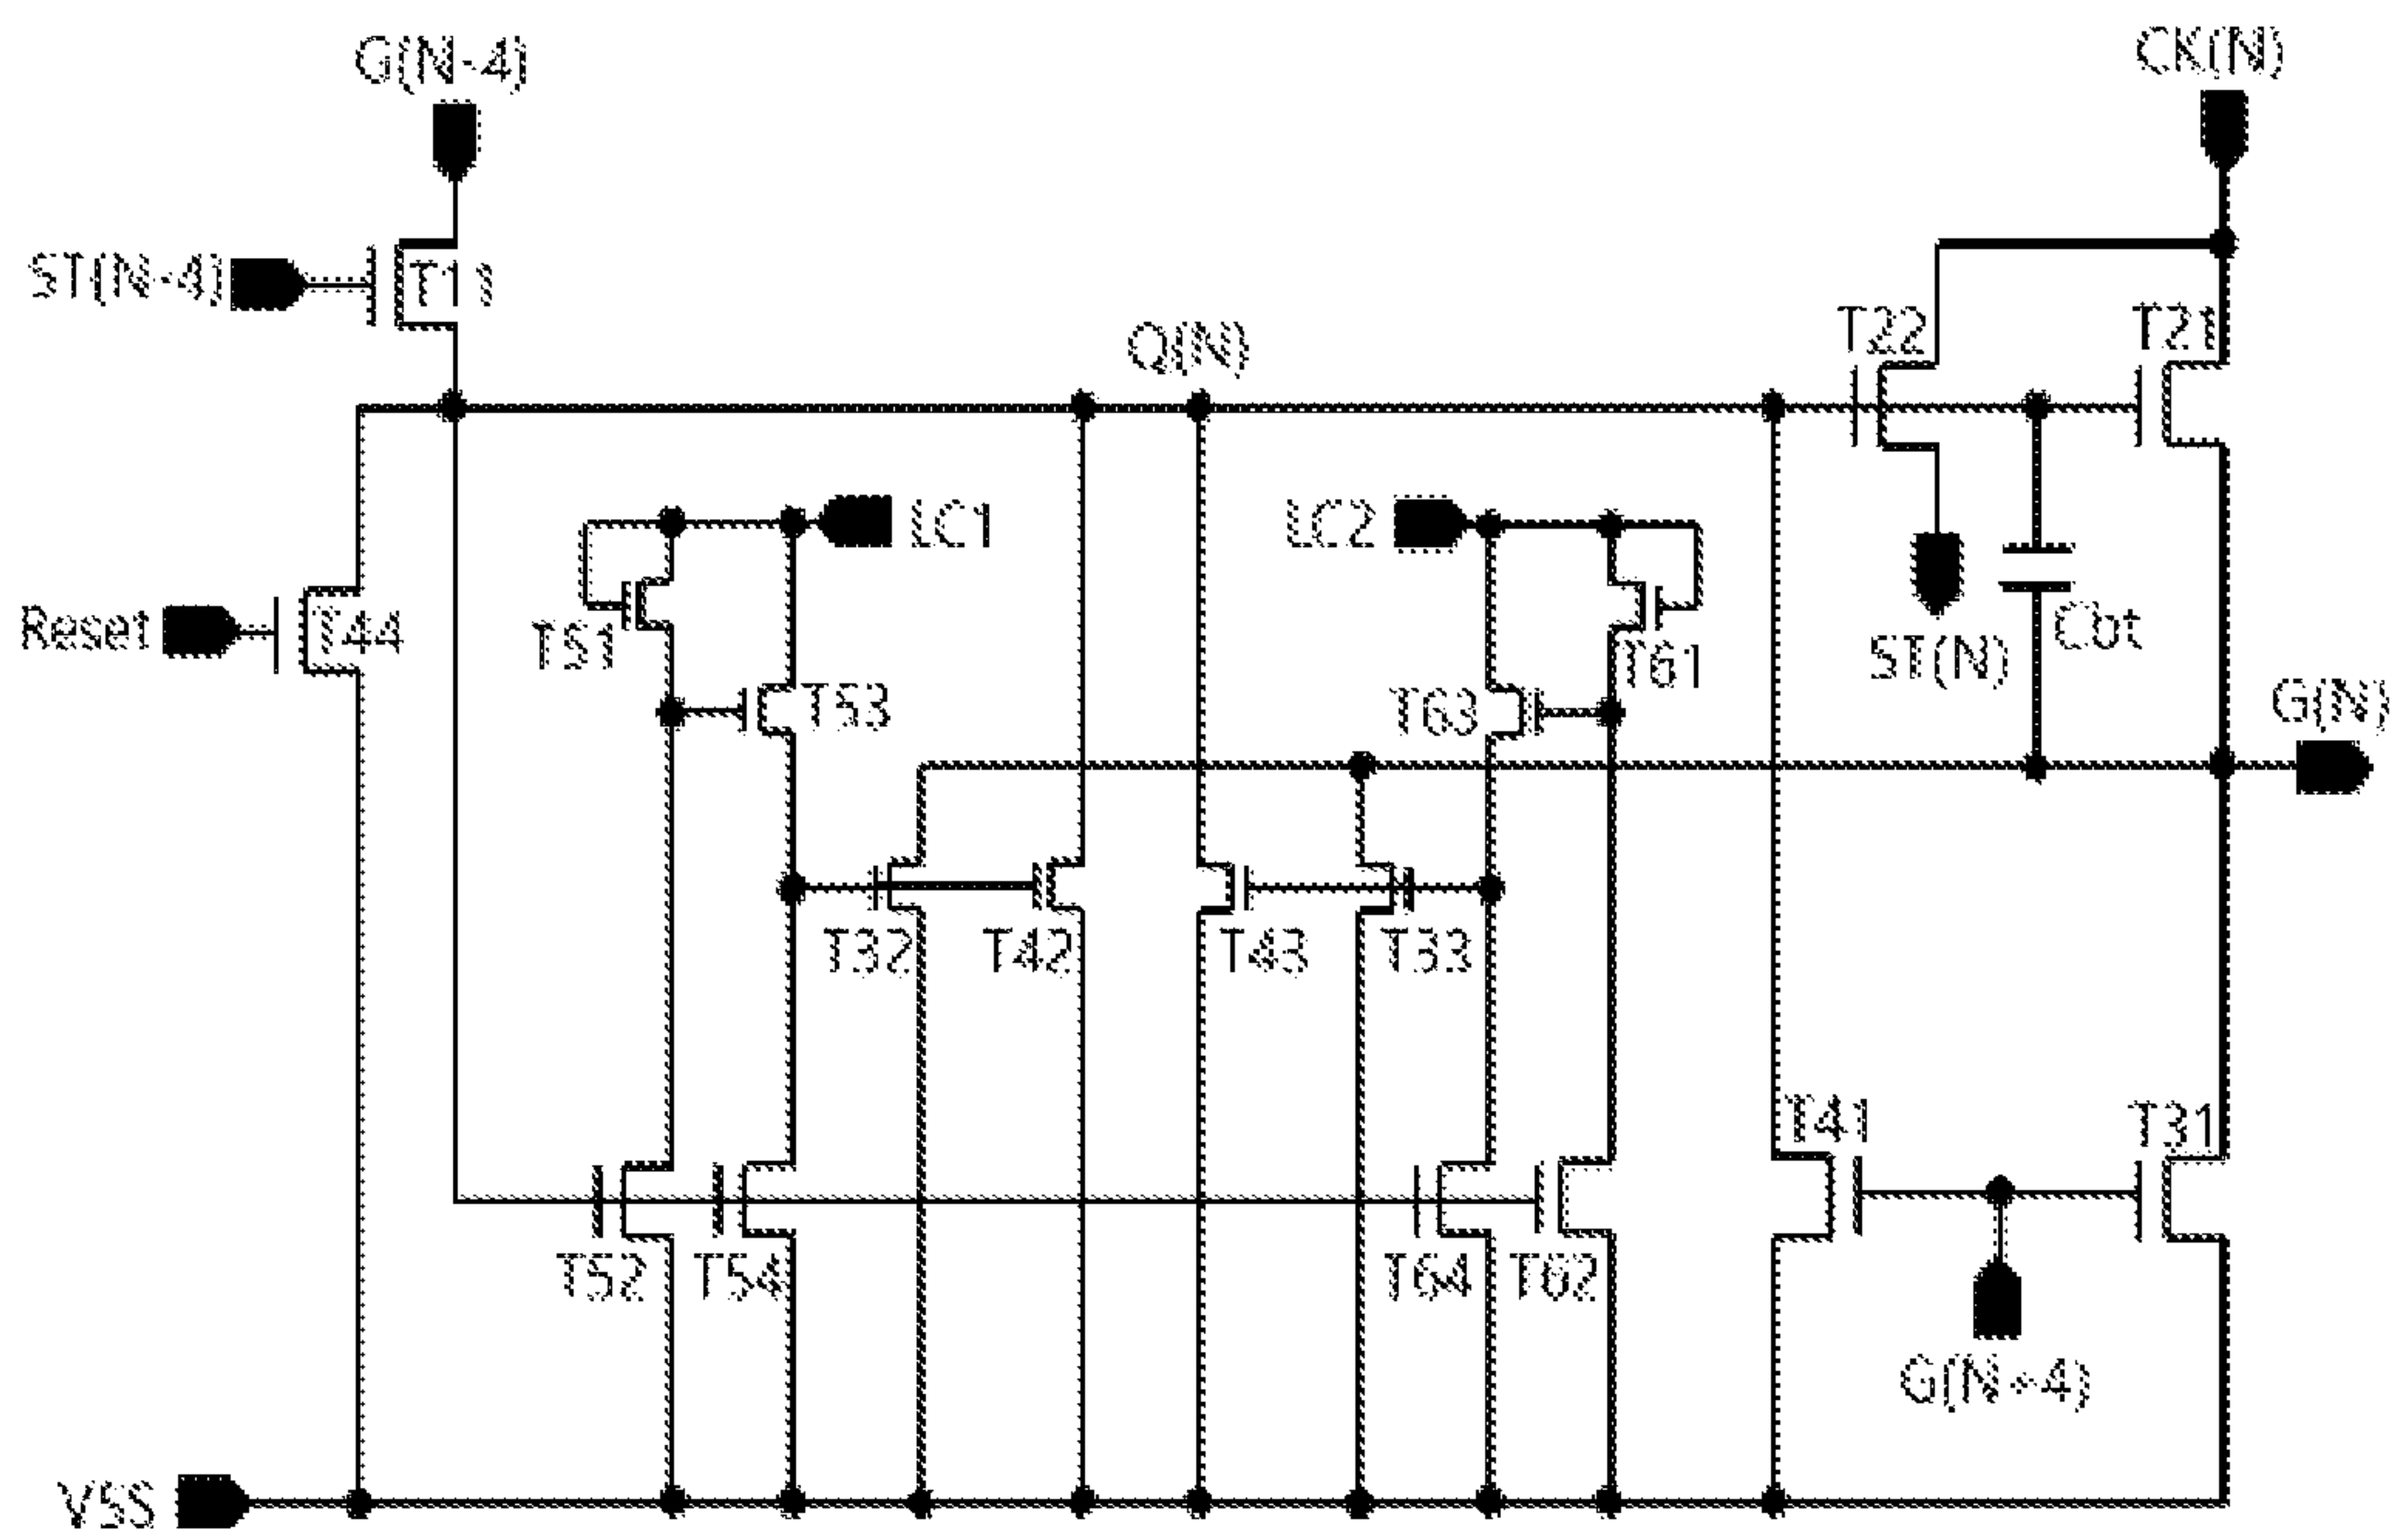 G(N-4)
CK(N)
ST(N-4)
T11
T22
T21
Q(N)
LC1
LC2
Reset
T44
T51
T61
ST(N)
Cbt
T53
T63
G(N)
T32
T42
T43
T33
T41
T31
T52
T54
T64
T62
G(N+4)
VSS